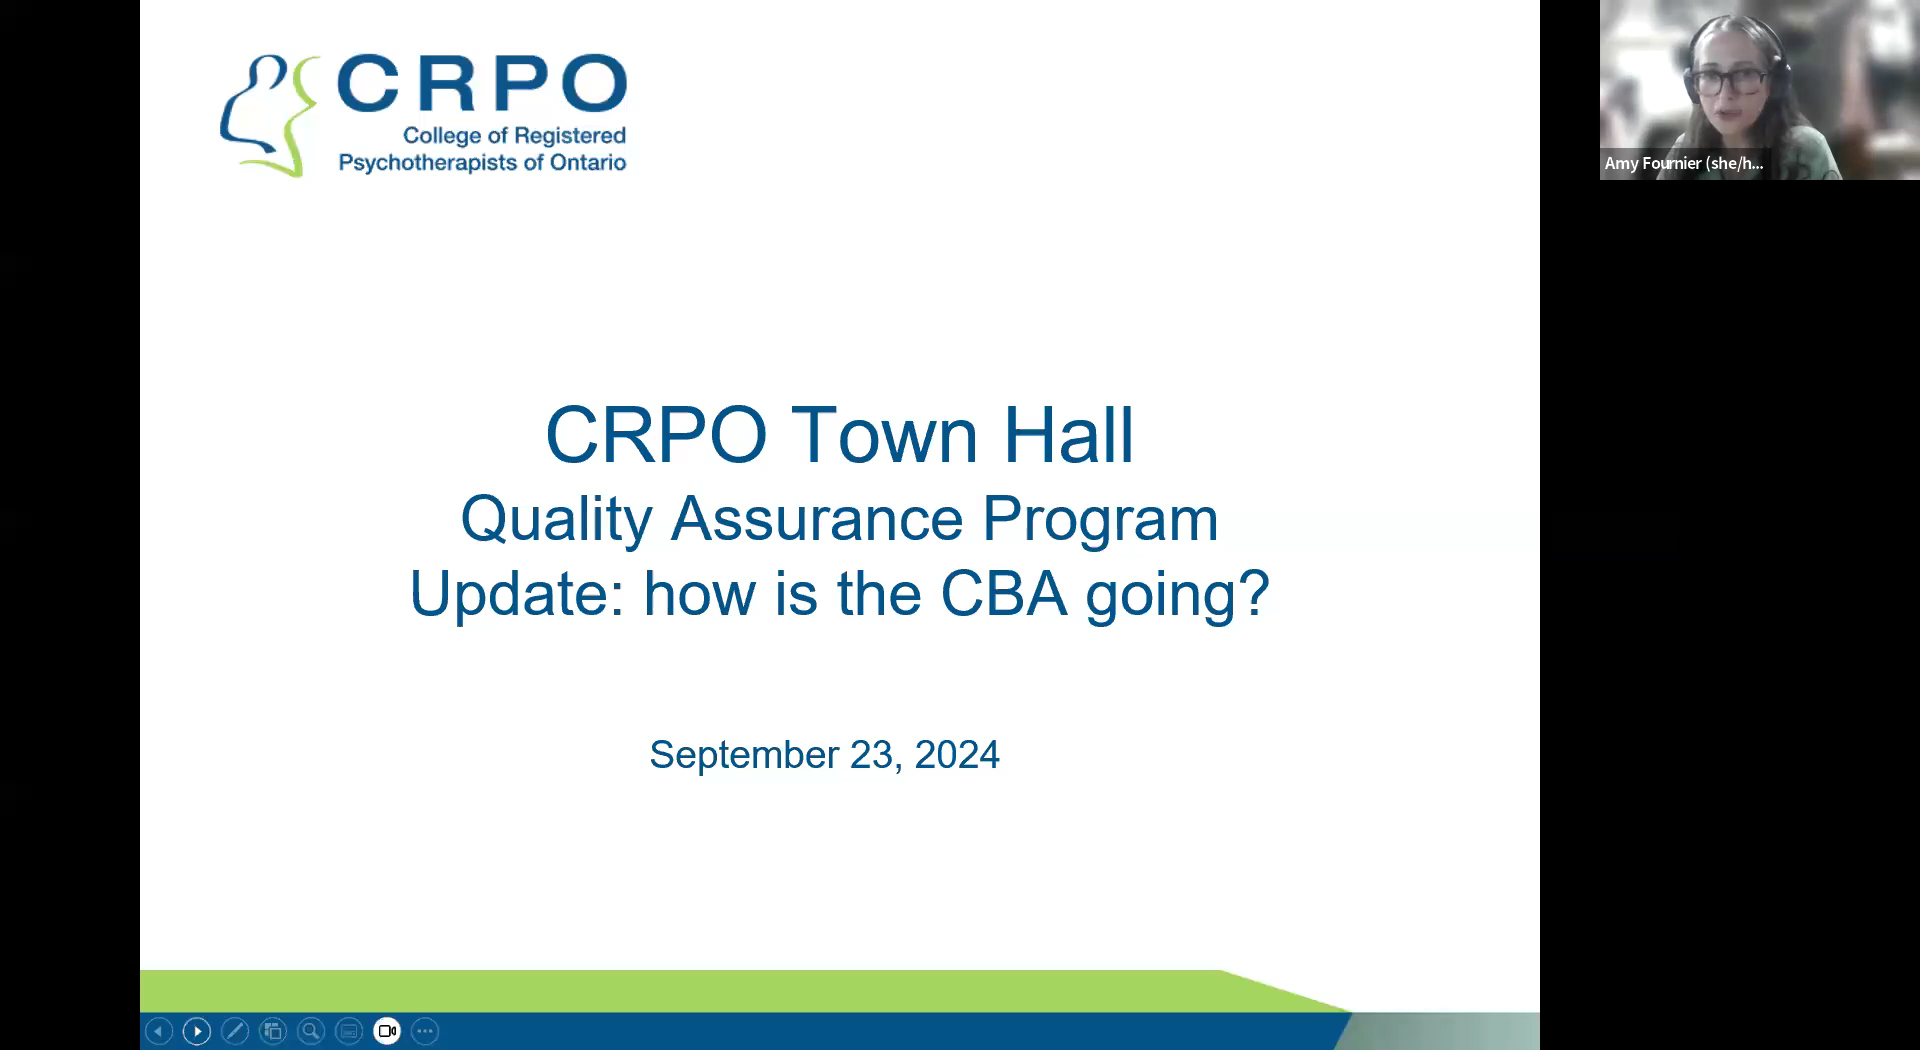 CRPO
College of Registered
Psychotherapists of Ontario
Amy Fournier (she/h...
CRPO Town Hall
Quality Assurance Program
Update: how is the CBA going?
September 23, 2024